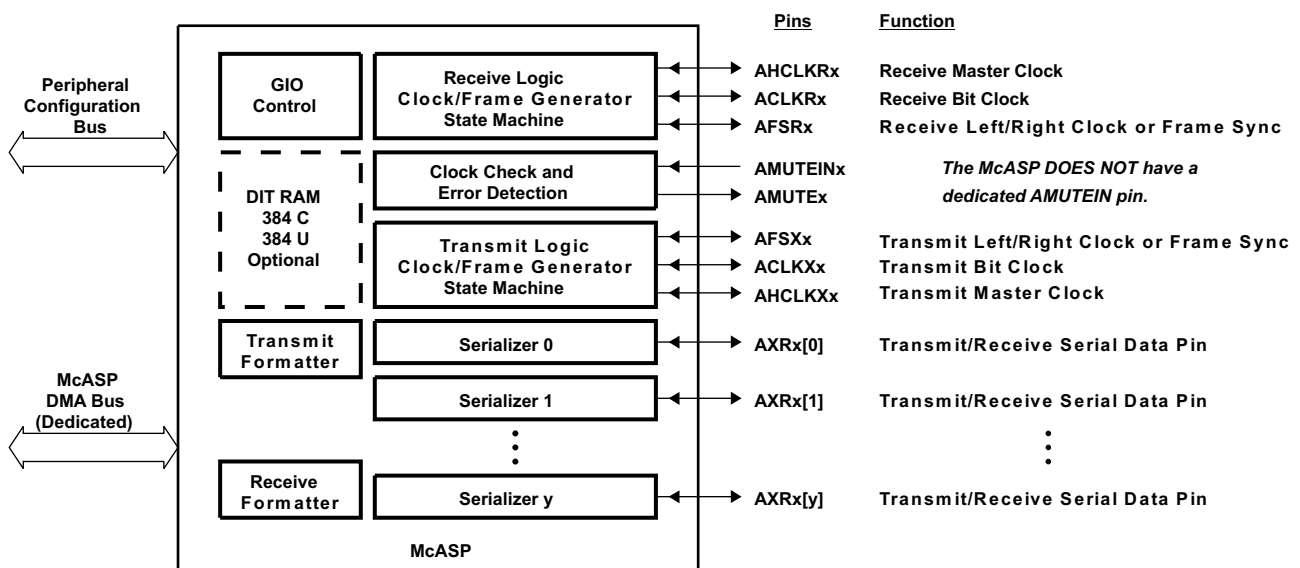 Pins Function
Peripheral
Configuration
Bus
GIO
Control
Receive Logic
Clock/Frame Generator
State Machine
AHCLKRx Receive Master Clock
ACLKRx Receive Bit Clock
AFSRx Receive Left/Right Clock or Frame Sync
DIT RAM
384 C
384 U
Optional
Clock Check and
Error Detection
AMUTEINx
AMUTEx
The McASP DOES NOT have a
dedicated AMUTEIN pin.
Transmit Logic
Clock/Frame Generator
State Machine
AFSXx Transmit Left/Right Clock or Frame Sync
ACLKXx Transmit Bit Clock
AHCLKXx Transmit Master Clock
Transmit
Formatter
Serializer 0
AXRx[0] Transmit/Receive Serial Data Pin
McASP
DMA Bus
(Dedicated)
Serializer 1
AXRx[1] Transmit/Receive Serial Data Pin
Receive
Formatter
Serializer y
AXRx[y] Transmit/Receive Serial Data Pin
McASP